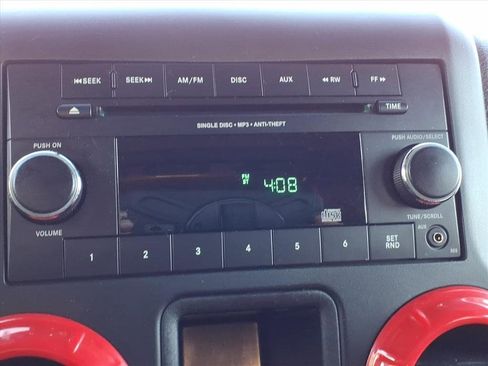 ⏮SEEK SEEK⏭ AM/FM DISC AUX ◀◀ RW FF ▶▶
TIME
SINGLE DISC • MP3 • ANTI-THEFT
PUSH ON
PUSH AUDIO/SELECT
FM
ST 4:08
VOLUME
TUNE/SCROLL
AUX
1 2 3 4 5 6 SET
RND